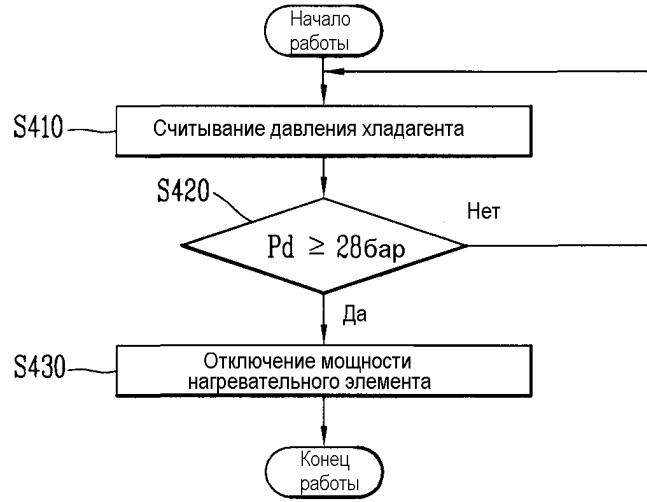 Начало
работы
S410
Считывание давления хладагента
S420
Pd ≥ 28бар
Нет
Да
S430
Отключение мощности
нагревательного элемента
Конец
работы